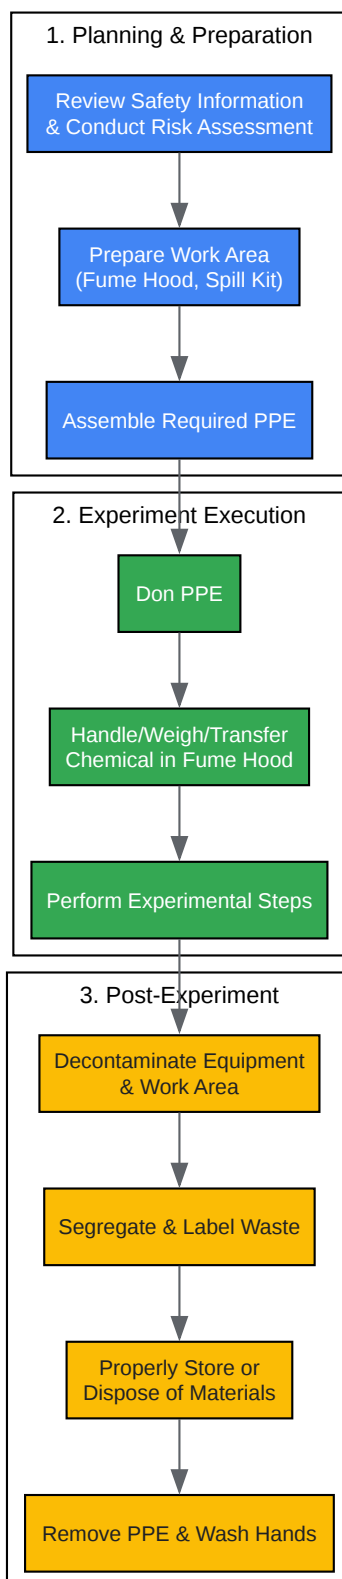 1. Planning & Preparation
Review Safety Information
& Conduct Risk Assessment
Prepare Work Area
(Fume Hood, Spill Kit)
Assemble Required PPE
2. Experiment Execution
Don PPE
Handle/Weigh/Transfer
Chemical in Fume Hood
Perform Experimental Steps
3. Post-Experiment
Decontaminate Equipment
& Work Area
Segregate & Label Waste
Properly Store or
Dispose of Materials
Remove PPE & Wash Hands